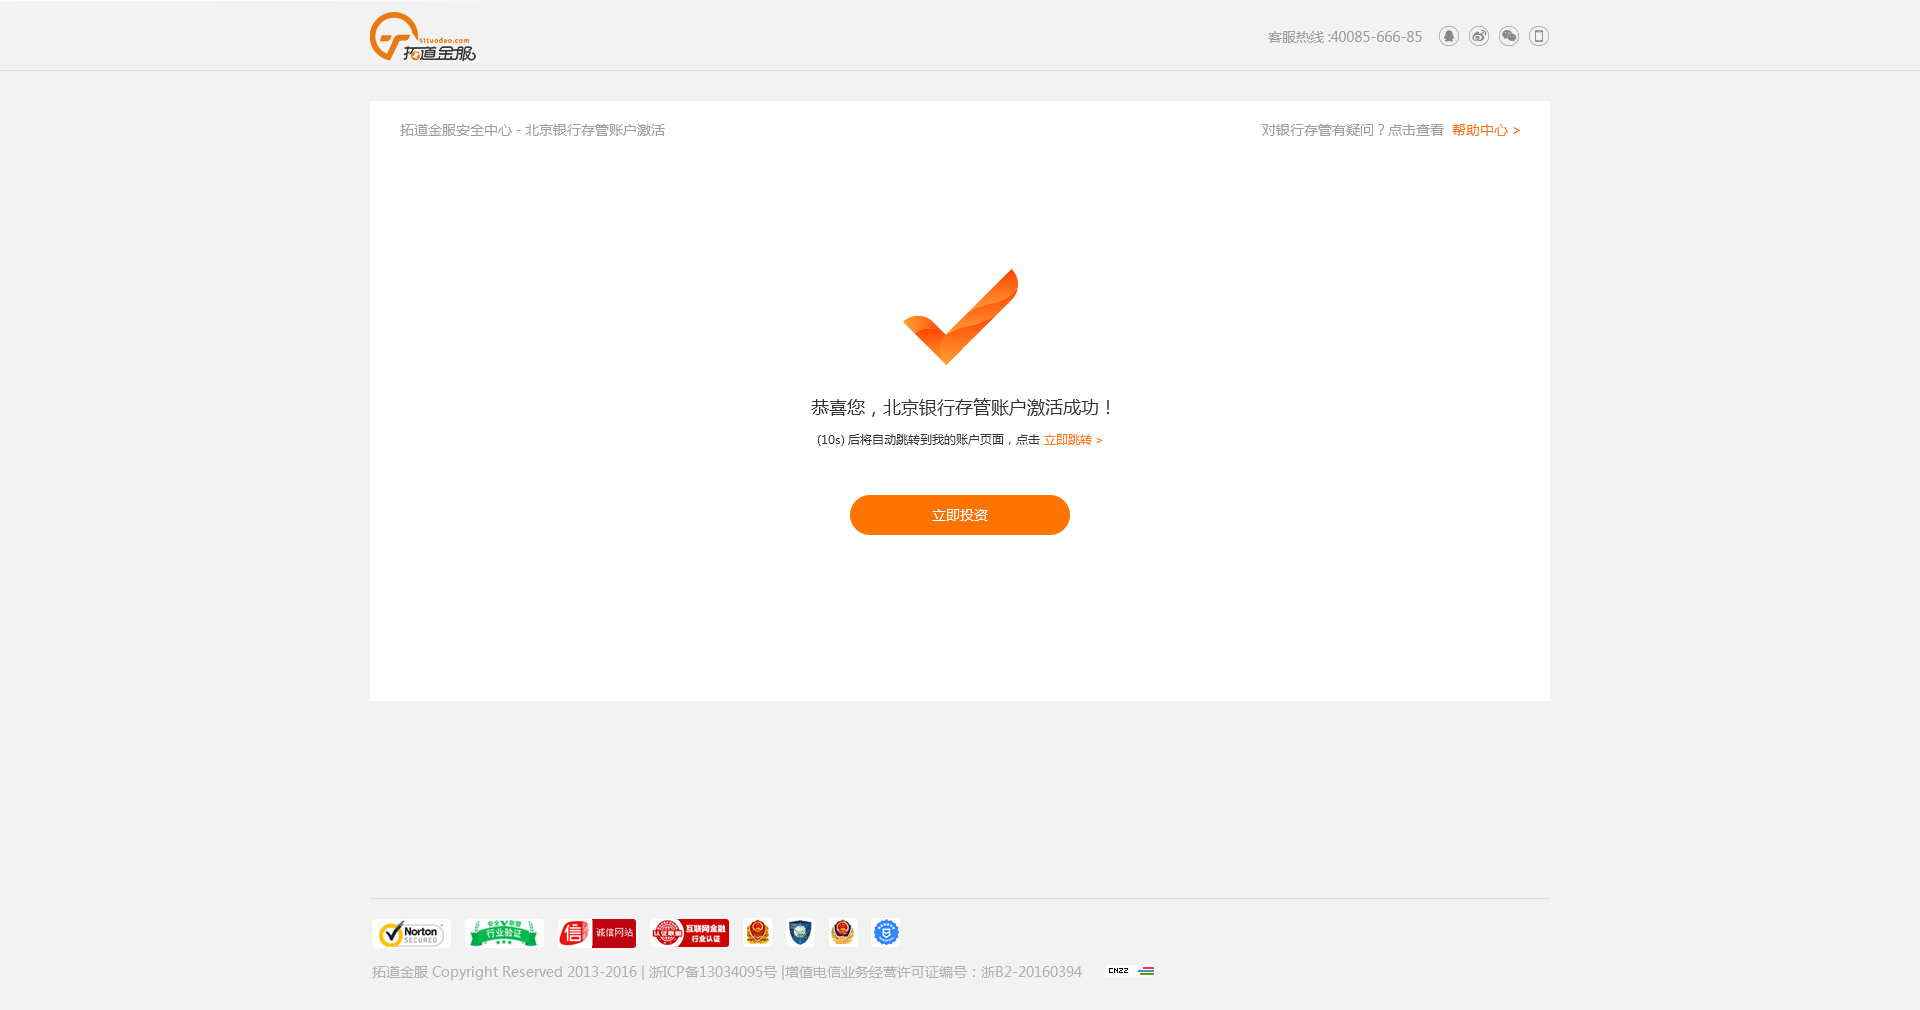 51tuodao.com
拓道金服
客服热线 :40085-666-85
拓道金服安全中心 - 北京银行存管账户激活
对银行存管有疑问？点击查看 帮助中心 >
恭喜您，北京银行存管账户激活成功！
(10s) 后将自动跳转到我的账户页面，点击 立即跳转 >
立即投资
Norton
SECURED
安全联盟
行业验证
信 诚信网站
互联网金融
行业认证
拓道金服 Copyright Reserved 2013-2016 | 浙ICP备13034095号 |增值电信业务经营许可证编号：浙B2-20160394
CNZZ